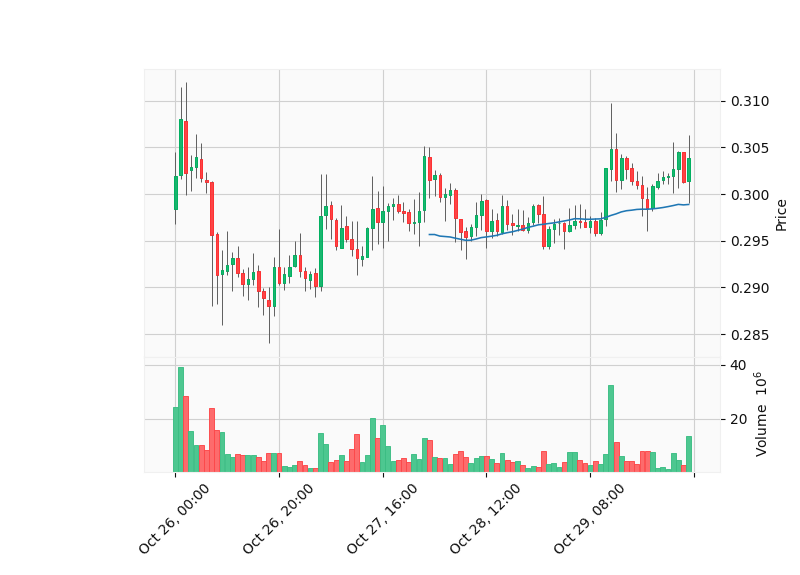 0.310
0.305
0.300
0.295
0.290
0.285
Price
40
20
Volume 10^6
Oct 26, 00:00
Oct 26, 20:00
Oct 27, 16:00
Oct 28, 12:00
Oct 29, 08:00